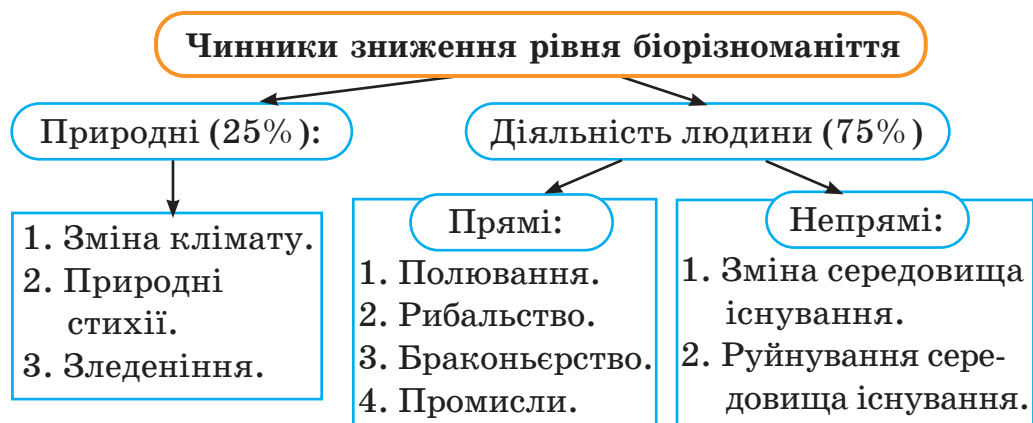 Чинники зниження рівня біорізноманіття
Природні (25%):
1. Зміна клімату.
2. Природні
стихії.
3. Зледеніння.
Діяльність людини (75%)
Прямі:
1. Полювання.
2. Рибальство.
3. Браконьєрство.
4. Промисли.
Непрямі:
1. Зміна середовища
існування.
2. Руйнування сере-
довища існування.